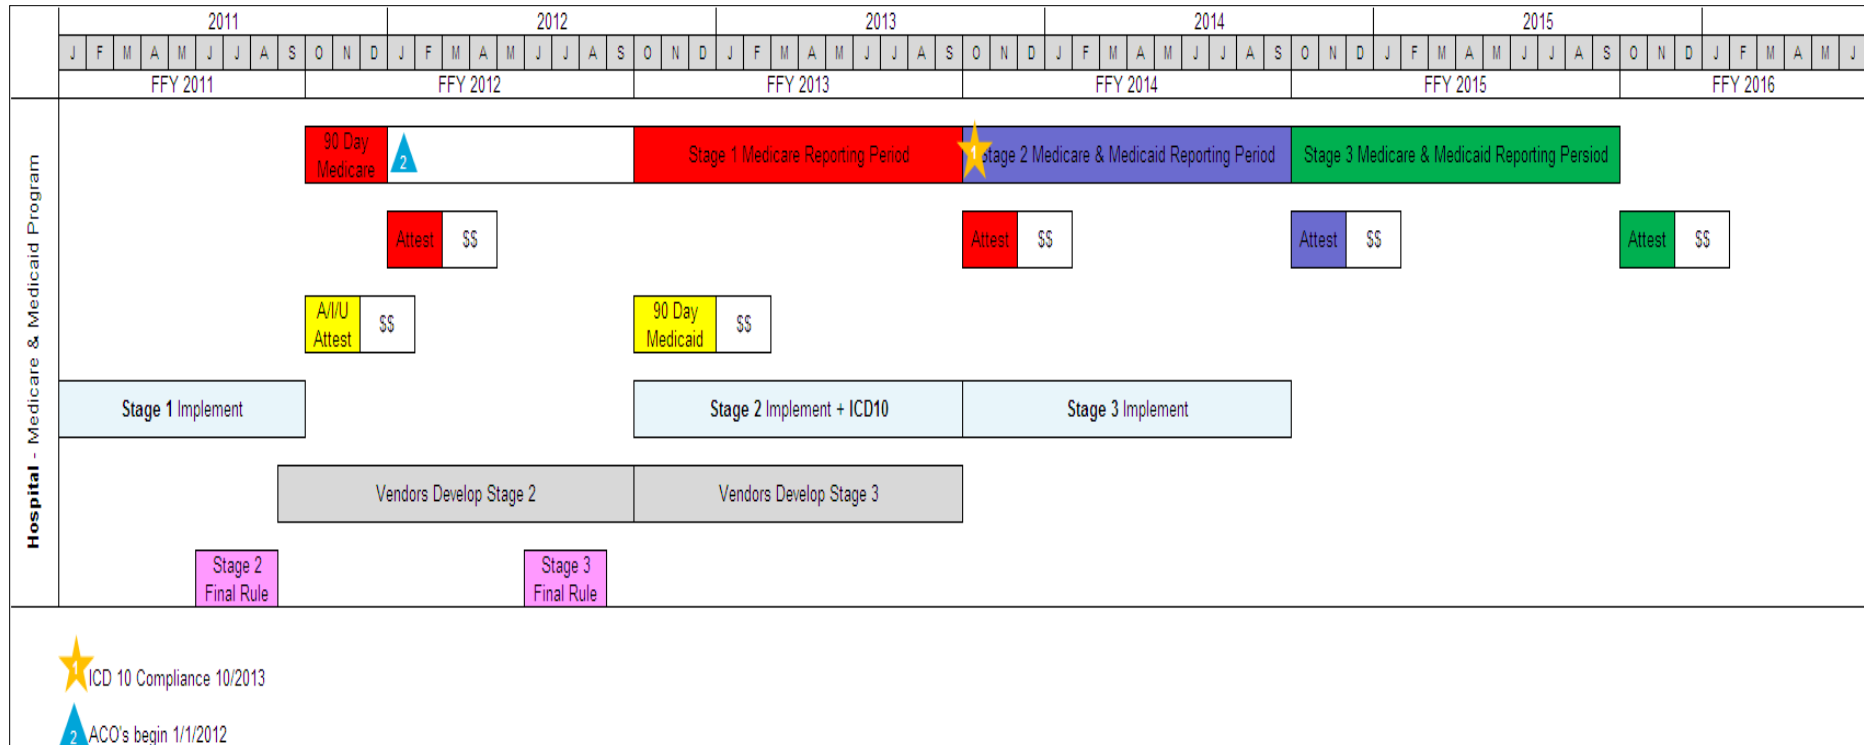 2011 2012 2013 2014 2015
J F M A M J J A S O N D J F M A M J J A S O N D J F M A M J J A S O N D J F M A M J J A S O N D J F M A M J J A S O N D J F M A M J
FFY 2011 FFY 2012 FFY 2013 FFY 2014 FFY 2015 FFY 2016
Hospital - Medicare & Medicaid Program
90 Day
Medicare
2
Stage 1 Medicare Reporting Period
1
Stage 2 Medicare & Medicaid Reporting Period
Stage 3 Medicare & Medicaid Reporting Persiod
Attest $$ Attest $$ Attest $$ Attest $$
A/I/U
Attest
$$
90 Day
Medicaid
$$
Stage 1 Implement
Stage 2 Implement + ICD10
Stage 3 Implement
Vendors Develop Stage 2
Vendors Develop Stage 3
Stage 2
Final Rule
Stage 3
Final Rule
1 ICD 10 Compliance 10/2013
2 ACO's begin 1/1/2012